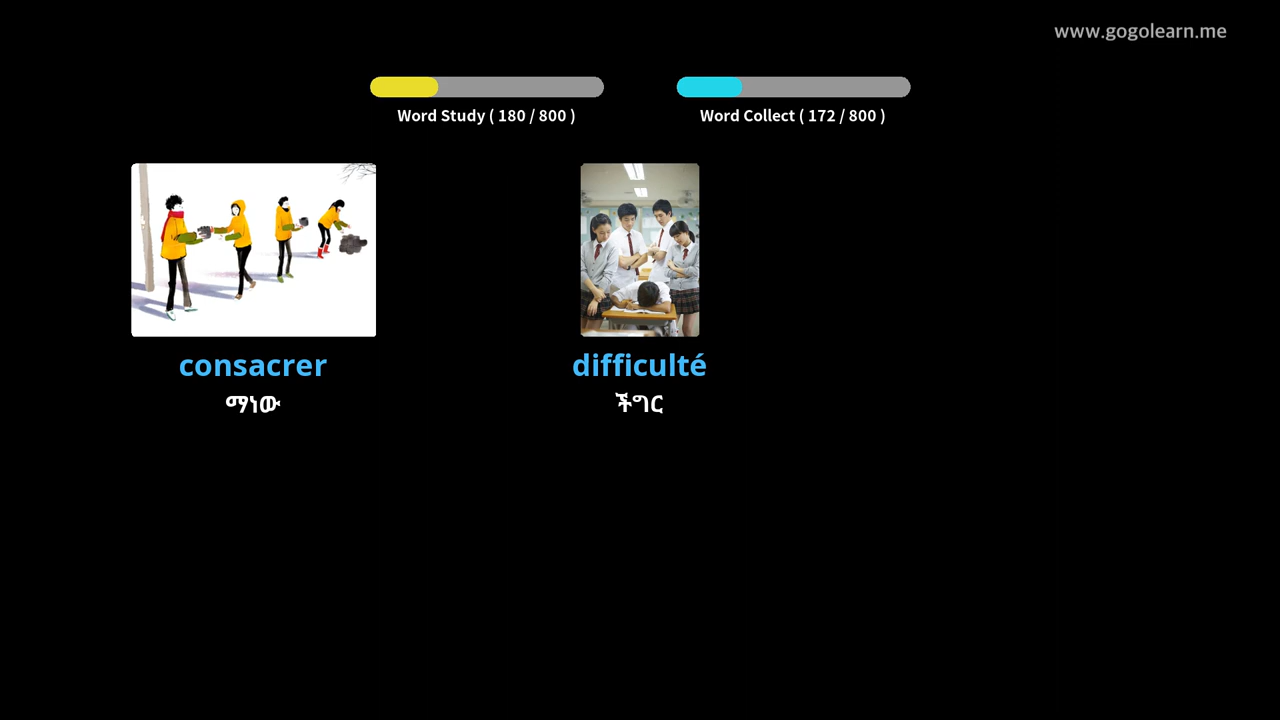 www.gogolearn.me
Word Study ( 180 / 800 )
Word Collect ( 172 / 800 )
consacrer
difficulté
ማነው
ችግር